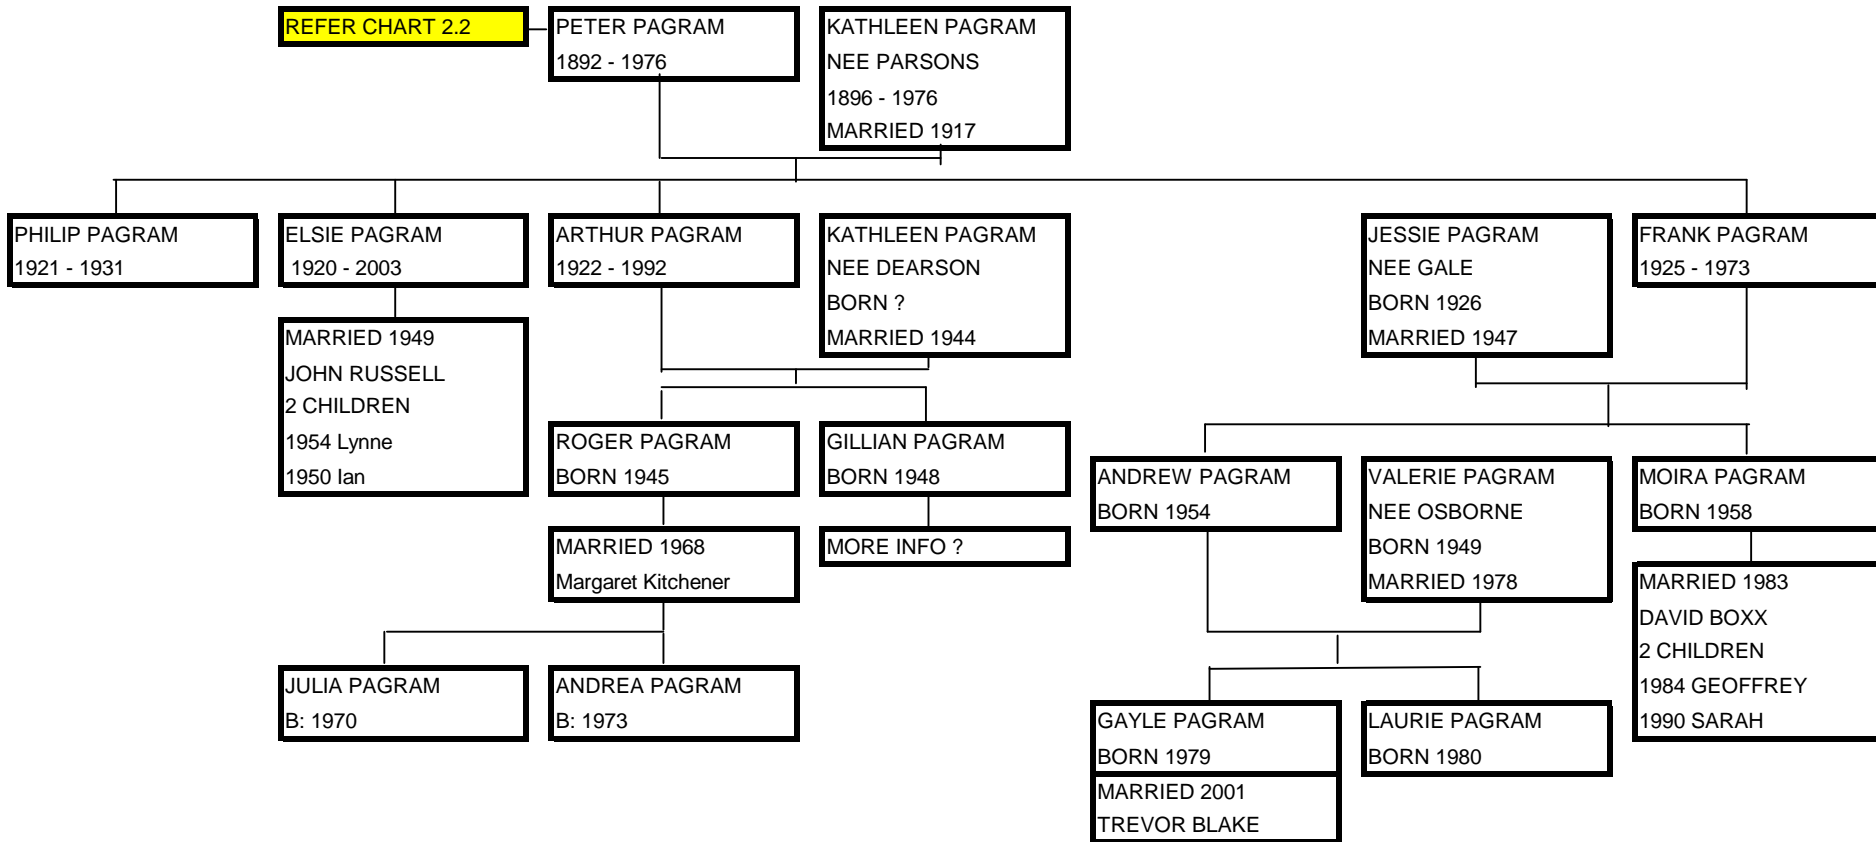 REFER CHART 2.2
PETER PAGRAM
1892 - 1976
KATHLEEN PAGRAM
NEE PARSONS
1896 - 1976
MARRIED 1917
PHILIP PAGRAM
1921 - 1931
ELSIE PAGRAM
1920 - 2003
MARRIED 1949
JOHN RUSSELL
2 CHILDREN
1954 Lynne
1950 Ian
ARTHUR PAGRAM
1922 - 1992
KATHLEEN PAGRAM
NEE DEARSON
BORN ?
MARRIED 1944
JESSIE PAGRAM
NEE GALE
BORN 1926
MARRIED 1947
FRANK PAGRAM
1925 - 1973
ROGER PAGRAM
BORN 1945
MARRIED 1968
Margaret Kitchener
GILLIAN PAGRAM
BORN 1948
MORE INFO ?
ANDREW PAGRAM
BORN 1954
VALERIE PAGRAM
NEE OSBORNE
BORN 1949
MARRIED 1978
MOIRA PAGRAM
BORN 1958
MARRIED 1983
DAVID BOXX
2 CHILDREN
1984 GEOFFREY
1990 SARAH
JULIA PAGRAM
B: 1970
ANDREA PAGRAM
B: 1973
GAYLE PAGRAM
BORN 1979
MARRIED 2001
TREVOR BLAKE
LAURIE PAGRAM
BORN 1980